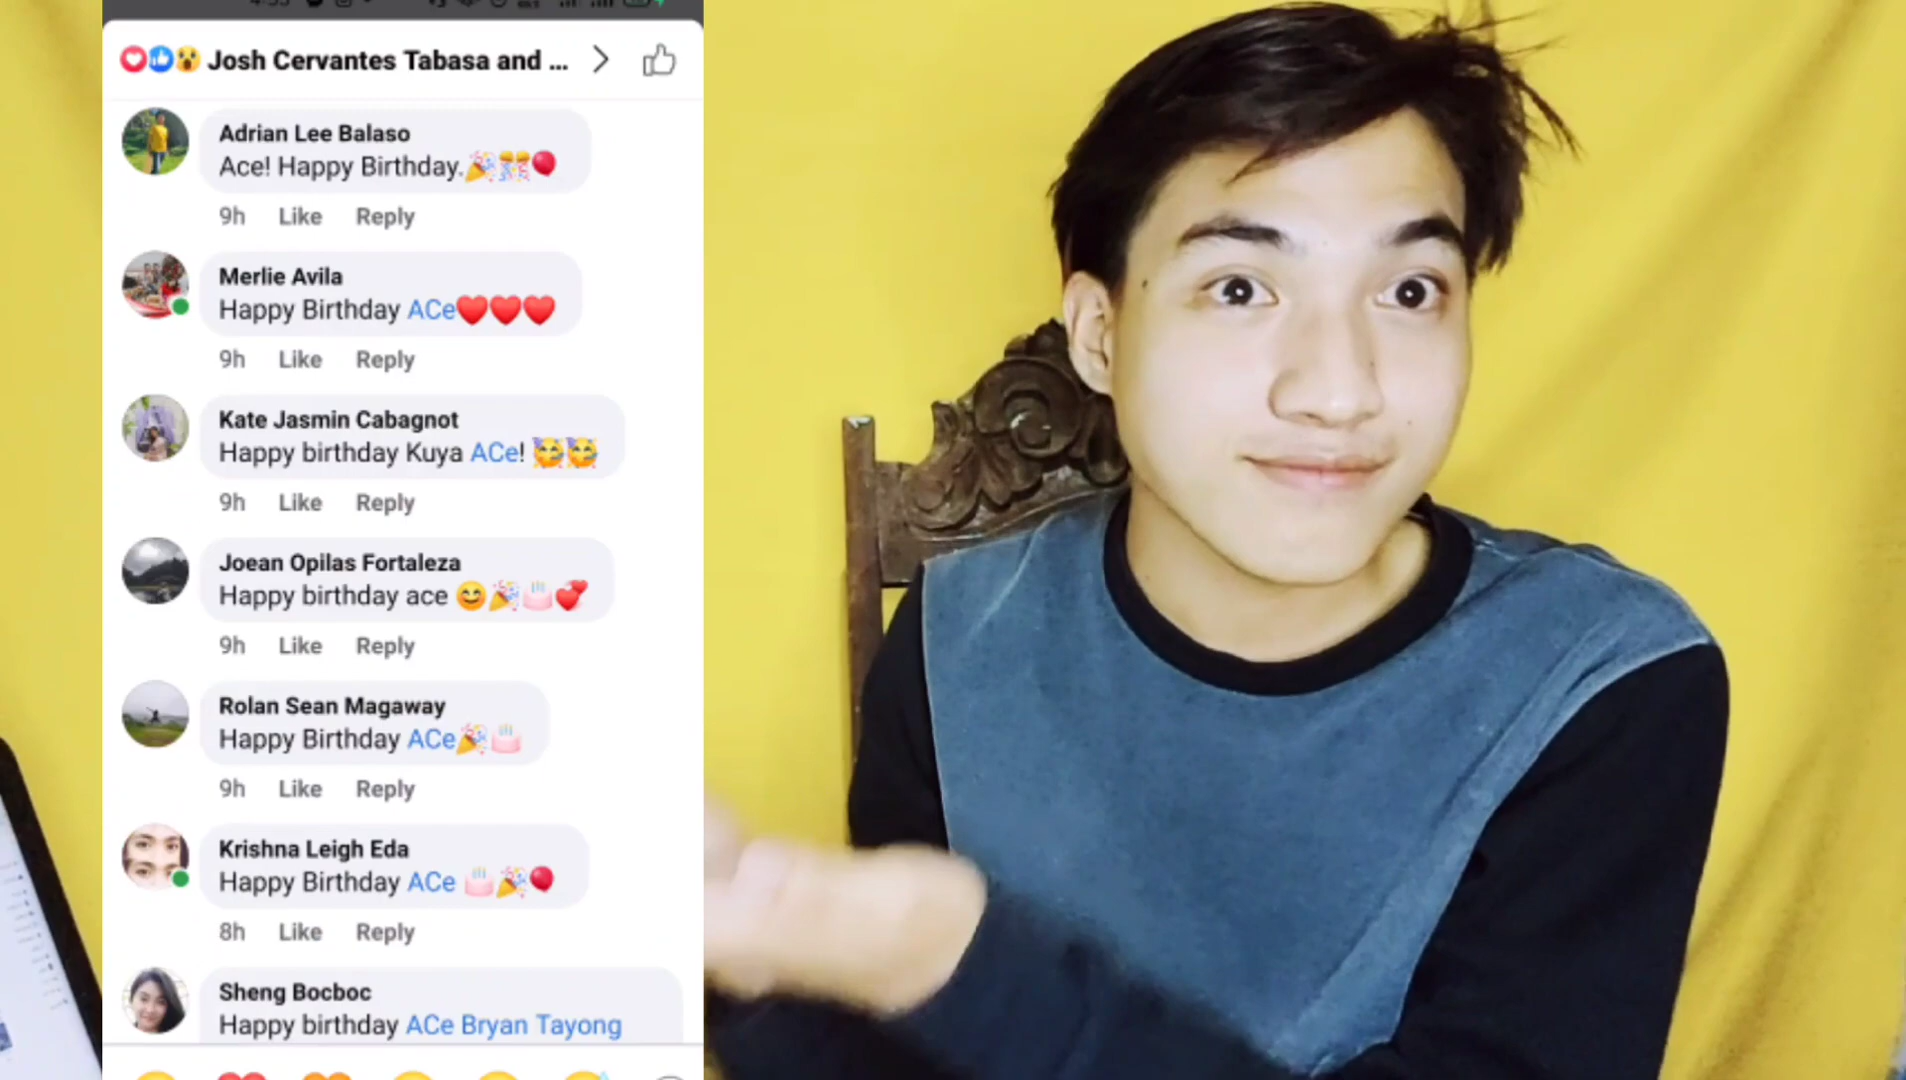 Josh Cervantes Tabasa and ...
Adrian Lee Balaso
Ace! Happy Birthday.🎉🎊🎈
9h Like Reply
Merlie Avila
Happy Birthday ACe❤️❤️❤️
9h Like Reply
Kate Jasmin Cabagnot
Happy birthday Kuya ACe! 🥳🥳
9h Like Reply
Joean Opilas Fortaleza
Happy birthday ace 😊🎉🎂💞
9h Like Reply
Rolan Sean Magaway
Happy Birthday ACe🎉🎂
9h Like Reply
Krishna Leigh Eda
Happy Birthday ACe 🎂🎉🎈
8h Like Reply
Sheng Bocboc
Happy birthday ACe Bryan Tayong